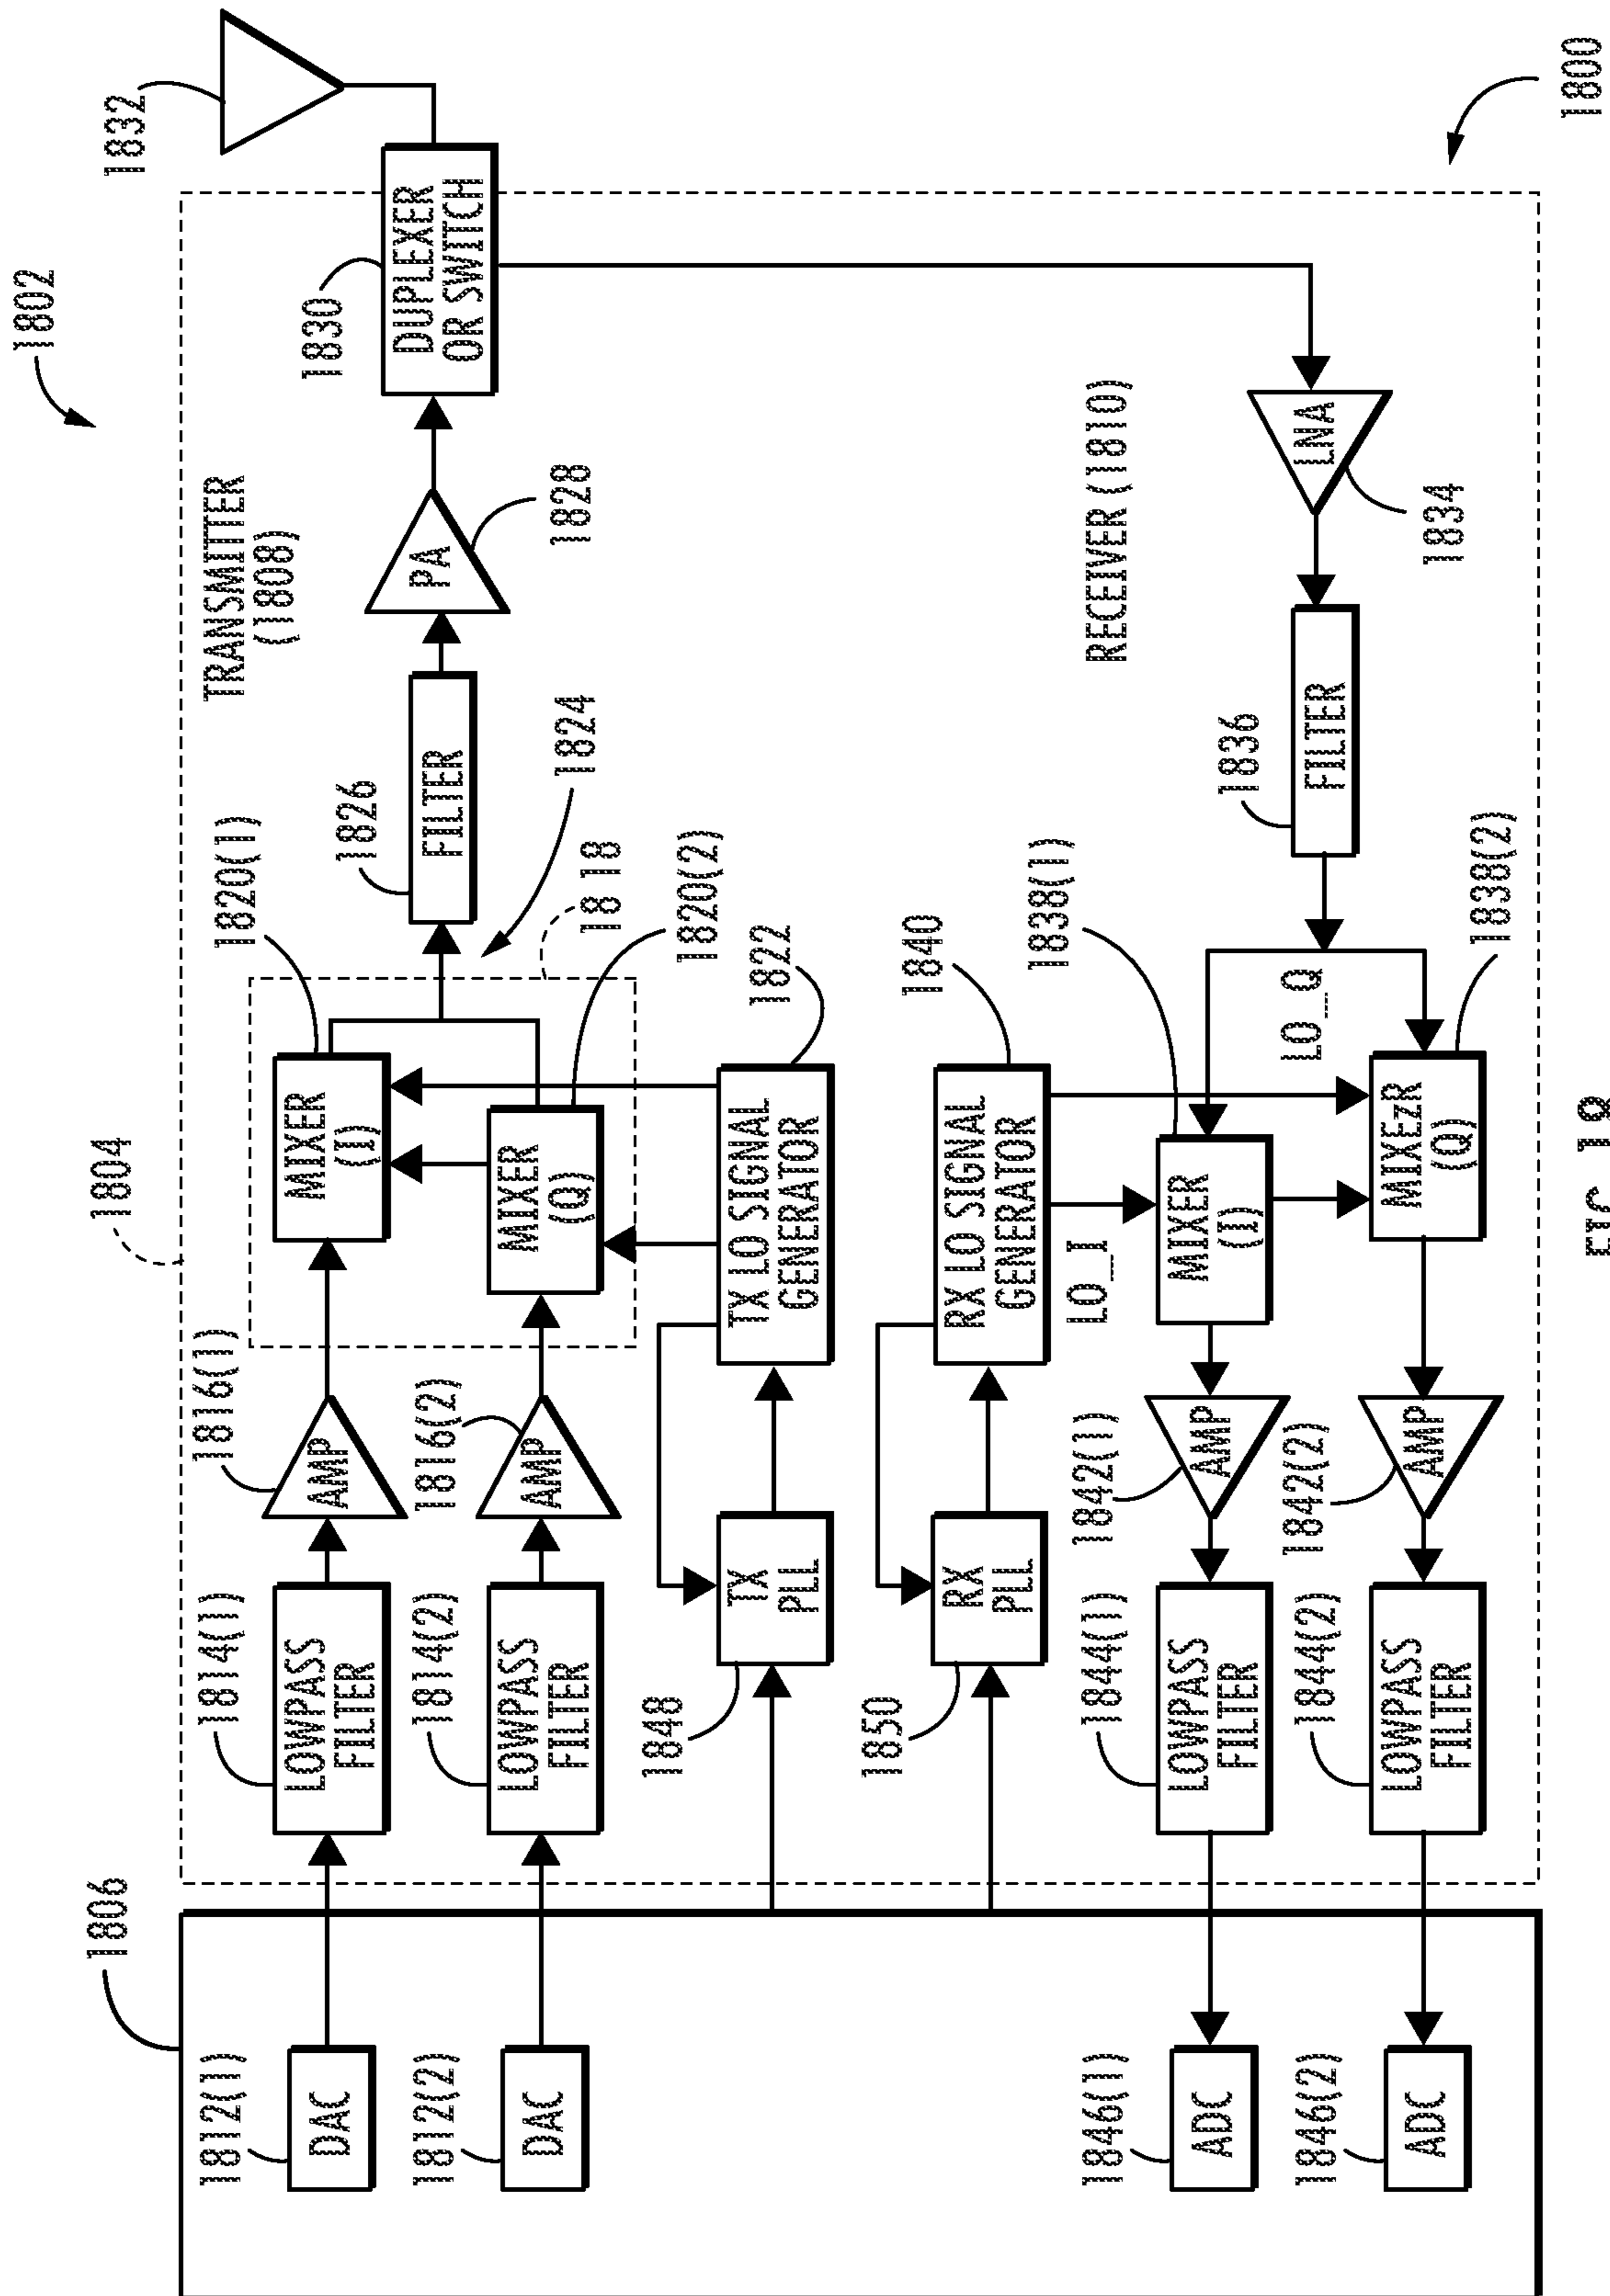 1802
1832
1804
TRANSMITTER
(1808)
1806
1812(1)
DAC
1814(1)
LOWPASS
FILTER
1816(1)
AMP
1820(1)
MIXER
(I)
1826
FILTER
PA
1828
1830
DUPLEXER
OR SWITCH
1812(2)
DAC
1814(2)
LOWPASS
FILTER
1816(2)
AMP
MIXER
(Q)
1824
18 18
1820(2)
1848
TX
PLL
TX LO SIGNAL
GENERATOR
1822
1850
RX
PLL
RX LO SIGNAL
GENERATOR
1840
LO_I
1838(1)
RECEIVER (1810)
1846(1)
ADC
1844(1)
LOWPASS
FILTER
1842(1)
AMP
MIXER
(I)
LO_Q
1836
FILTER
LNA
1834
1846(2)
ADC
1844(2)
LOWPASS
FILTER
1842(2)
AMP
MIXEzR
(Q)
1838(2)
1800
FIG. 18